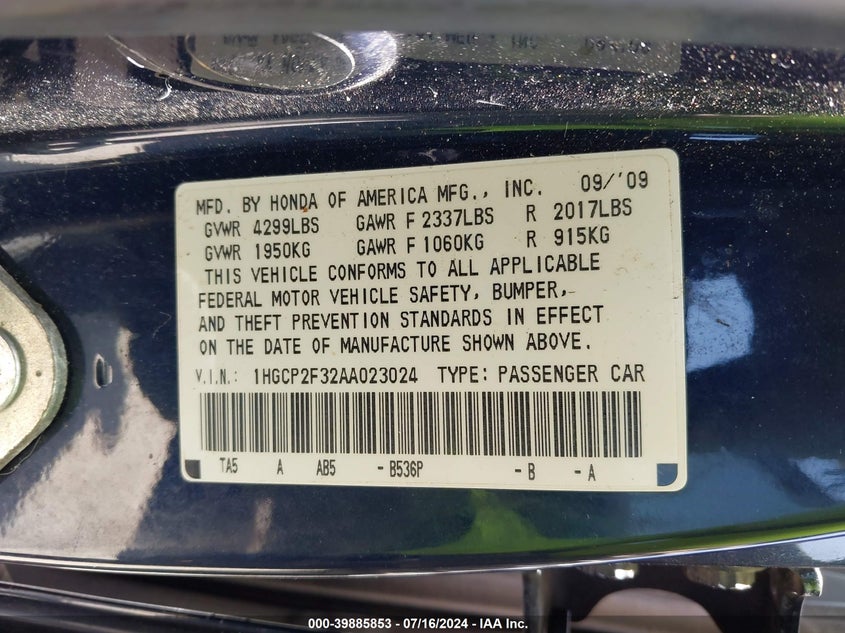 MFD. BY HONDA OF AMERICA MFG., INC. 09/'09
GVWR 4299LBS GAWR F 2337LBS R 2017LBS
GVWR 1950KG GAWR F 1060KG R 915KG
THIS VEHICLE CONFORMS TO ALL APPLICABLE
FEDERAL MOTOR VEHICLE SAFETY, BUMPER,
AND THEFT PREVENTION STANDARDS IN EFFECT
ON THE DATE OF MANUFACTURE SHOWN ABOVE.
V.I.N.: 1HGCP2F32AA023024 TYPE: PASSENGER CAR
TA5 A AB5 -B536P -B -A
000-39885853 - 07/16/2024 - IAA Inc.